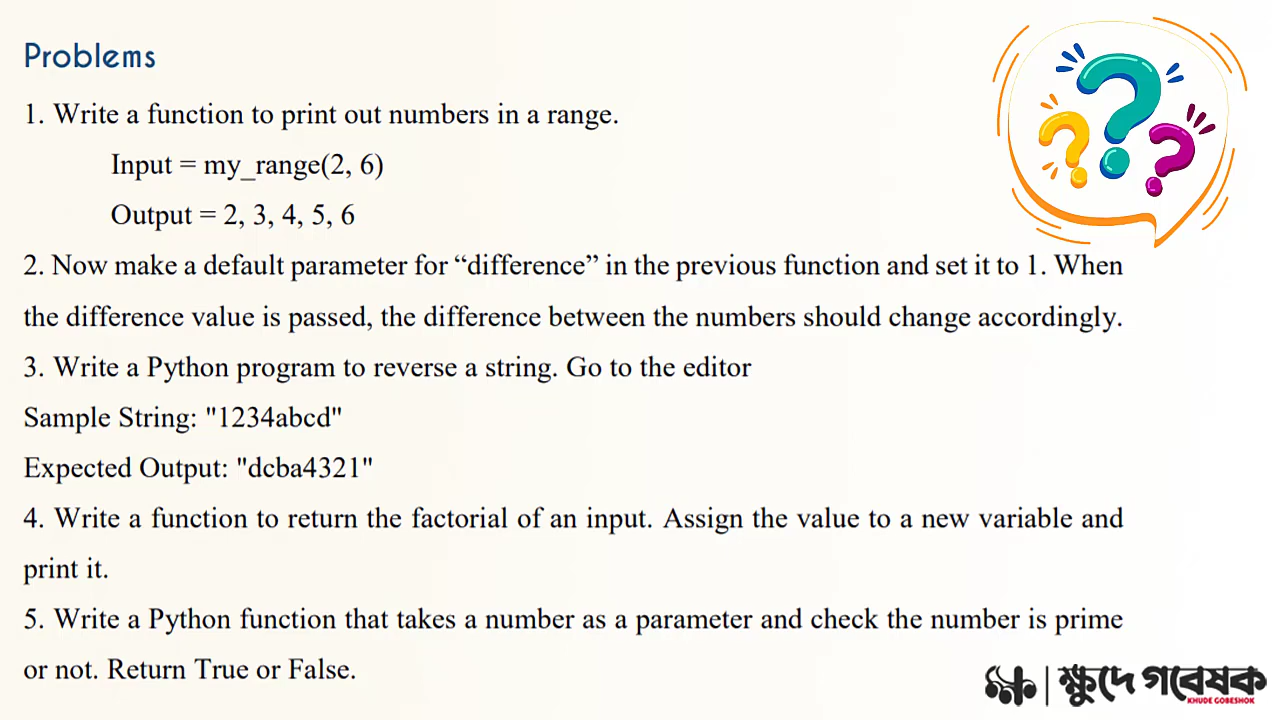 Problems
1. Write a function to print out numbers in a range.
Input = my_range(2, 6)
Output = 2, 3, 4, 5, 6
2. Now make a default parameter for “difference” in the previous function and set it to 1. When
the difference value is passed, the difference between the numbers should change accordingly.
3. Write a Python program to reverse a string. Go to the editor
Sample String: "1234abcd"
Expected Output: "dcba4321"
4. Write a function to return the factorial of an input. Assign the value to a new variable and
print it.
5. Write a Python function that takes a number as a parameter and check the number is prime
or not. Return True or False.
ক্ষুদে গবেষক
KHUDE GOBESHOK